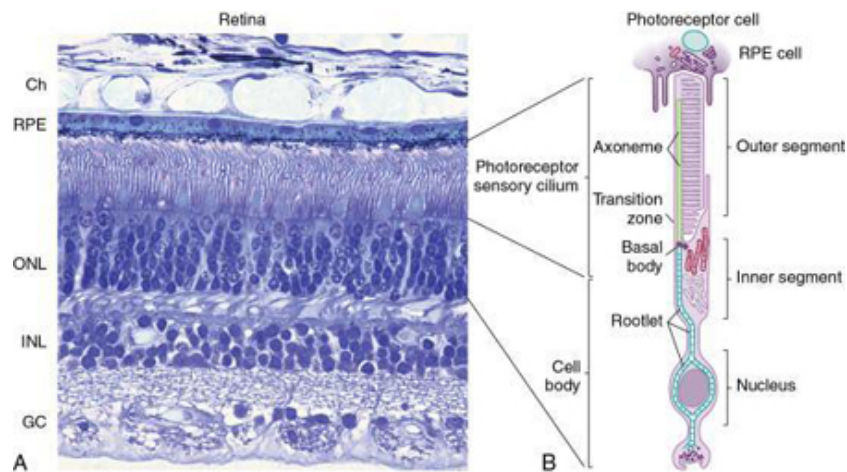 Retina
Photoreceptor cell
Ch
RPE
ONL
INL
GC
A
RPE cell
Axoneme
Outer segment
Photoreceptor
sensory cilium
Transition
zone
Basal
body
Inner segment
Rootlet
Cell
body
Nucleus
B